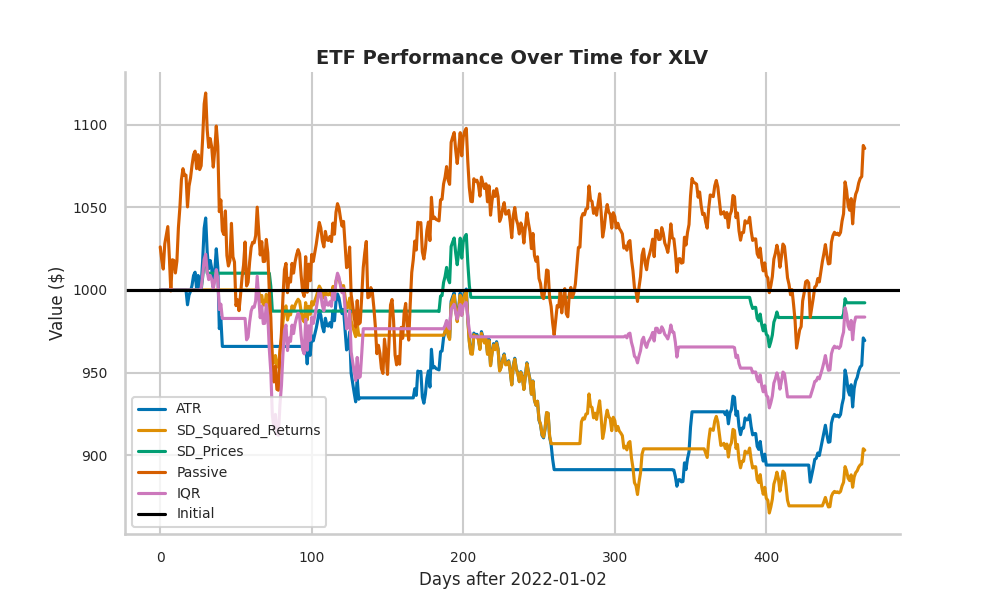 ETF Performance Over Time for XLV
Value ($)
1100
1050
1000
950
900
ATR
SD_Squared_Returns
SD_Prices
Passive
IQR
Initial
0
100
200
300
400
Days after 2022-01-02